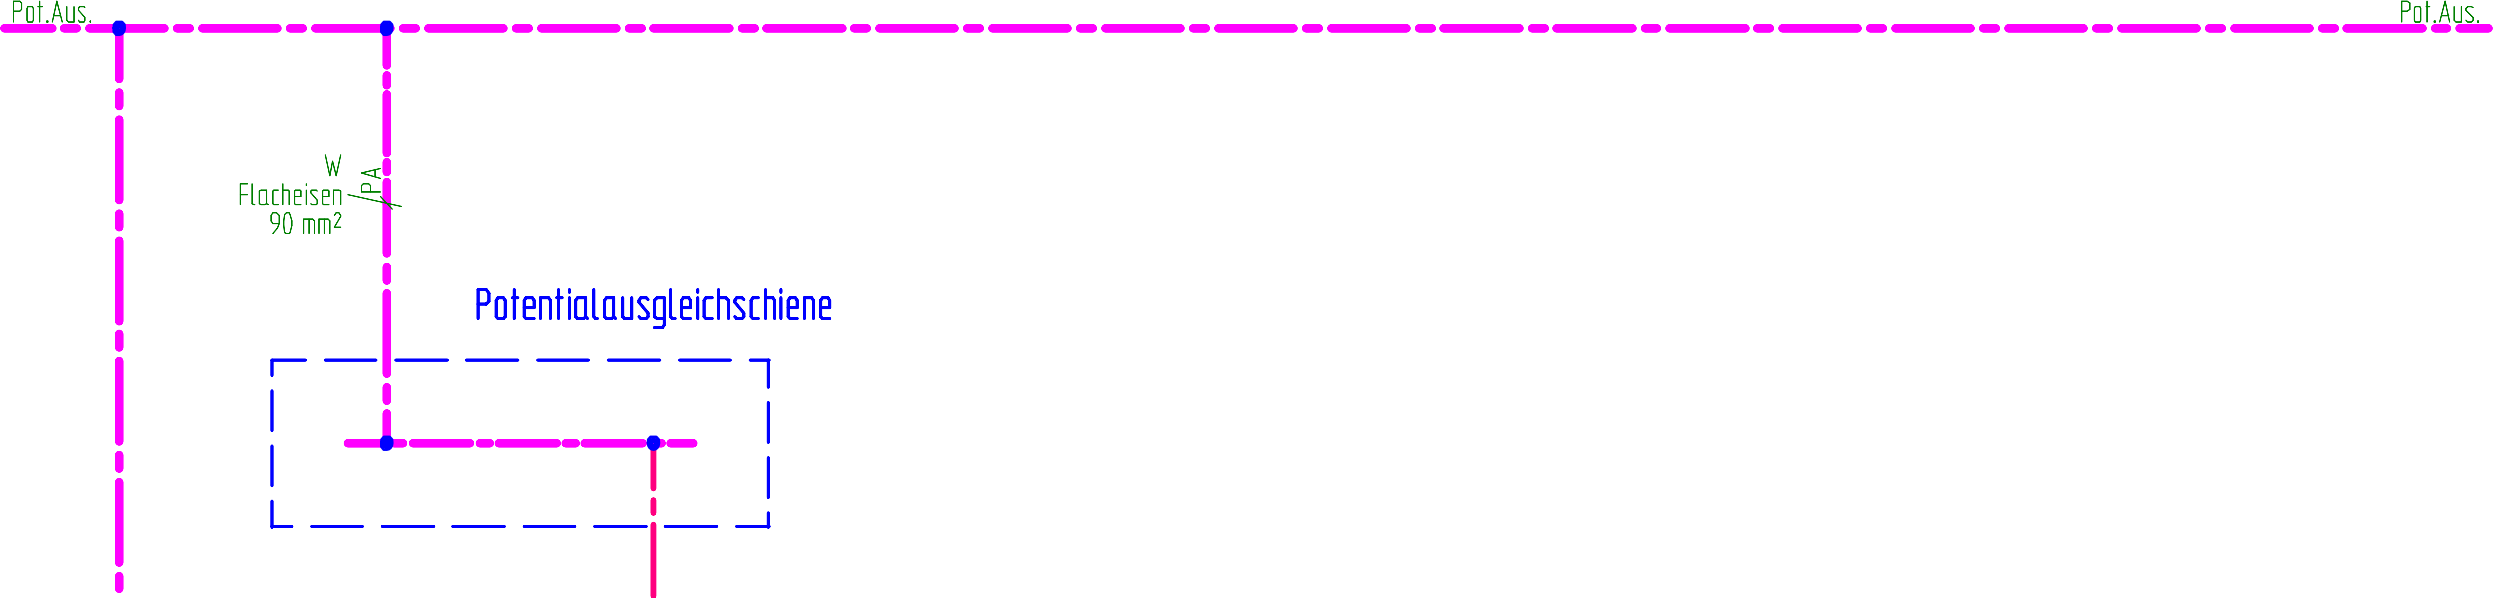 Pot.Aus.
Pot.Aus.
W
Flacheisen
90 mm²
PA
Potentialausgleichschiene